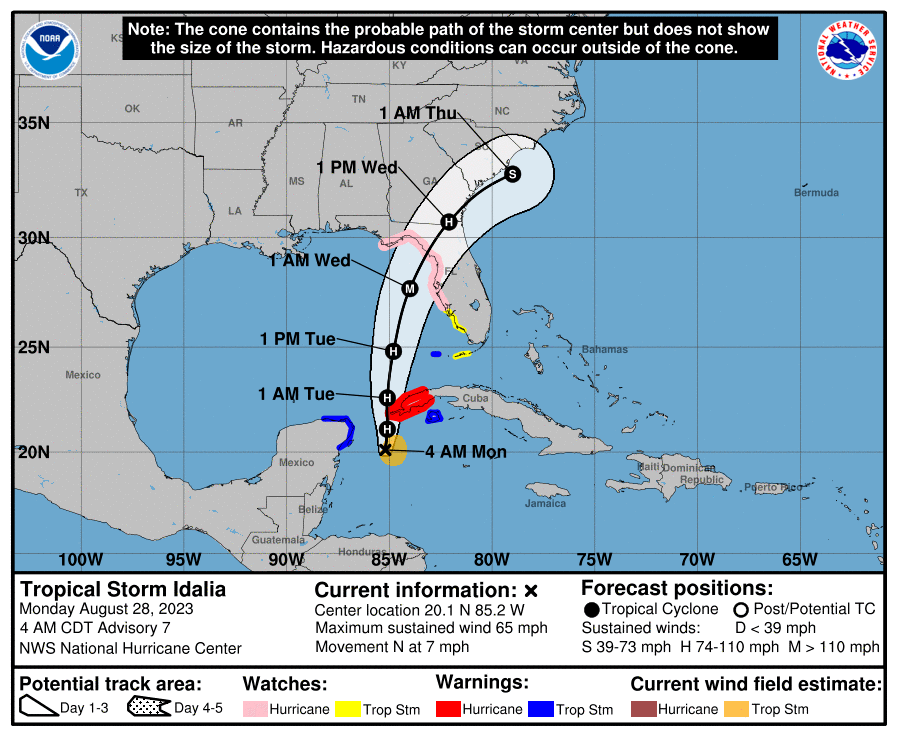 Note: The cone contains the probable path of the storm center but does not show
the size of the storm. Hazardous conditions can occur outside of the cone.
NOAA
NATIONAL WEATHER SERVICE
KS
KY
VA
OK
TN
NC
1 AM Thu
35N
AR
SC
1 PM Wed
MS
AL
GA
TX
S
Bermuda
LA
H
30N
1 AM Wed
FL
M
1 PM Tue
H
25N
Bahamas
Mexico
1 AM Tue
H
Cuba
H
20N
4 AM Mon
Mexico
Haiti
Dominican
Republic
Puerto Rico
Belize
Jamaica
Guatemala
Honduras
100W 95W 90W 85W 80W 75W 70W 65W
Tropical Storm Idalia
Monday August 28, 2023
4 AM CDT Advisory 7
NWS National Hurricane Center
Current information: ×
Center location 20.1 N 85.2 W
Maximum sustained wind 65 mph
Movement N at 7 mph
Forecast positions:
Tropical Cyclone Post/Potential TC
Sustained winds: D < 39 mph
S 39-73 mph H 74-110 mph M > 110 mph
Potential track area:
Day 1-3 Day 4-5
Watches:
Hurricane Trop Stm
Warnings:
Hurricane Trop Stm
Current wind field estimate:
Hurricane Trop Stm